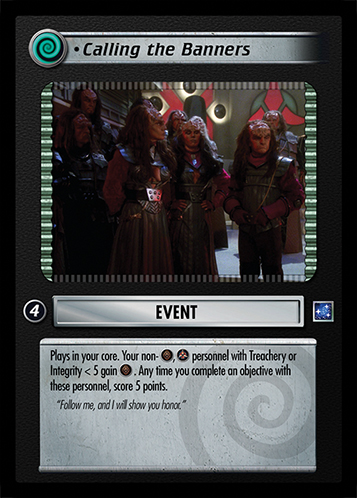 • Calling the Banners
4
EVENT
Plays in your core. Your non- , personnel with Treachery or
Integrity < 5 gain . Any time you complete an objective with
these personnel, score 5 points.
"Follow me, and I will show you honor."